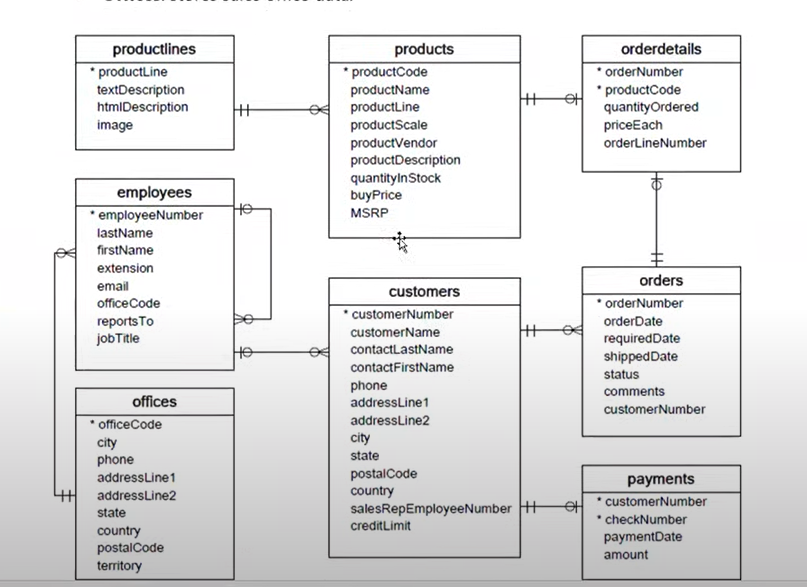 productlines
* productLine
textDescription
htmlDescription
image
products
* productCode
productName
productLine
productScale
productVendor
productDescription
quantityInStock
buyPrice
MSRP
orderdetails
* orderNumber
* productCode
quantityOrdered
priceEach
orderLineNumber
employees
* employeeNumber
lastName
firstName
extension
email
officeCode
reportsTo
jobTitle
customers
* customerNumber
customerName
contactLastName
contactFirstName
phone
addressLine1
addressLine2
city
state
postalCode
country
salesRepEmployeeNumber
creditLimit
orders
* orderNumber
orderDate
requiredDate
shippedDate
status
comments
customerNumber
offices
* officeCode
city
phone
addressLine1
addressLine2
state
country
postalCode
territory
payments
* customerNumber
* checkNumber
paymentDate
amount